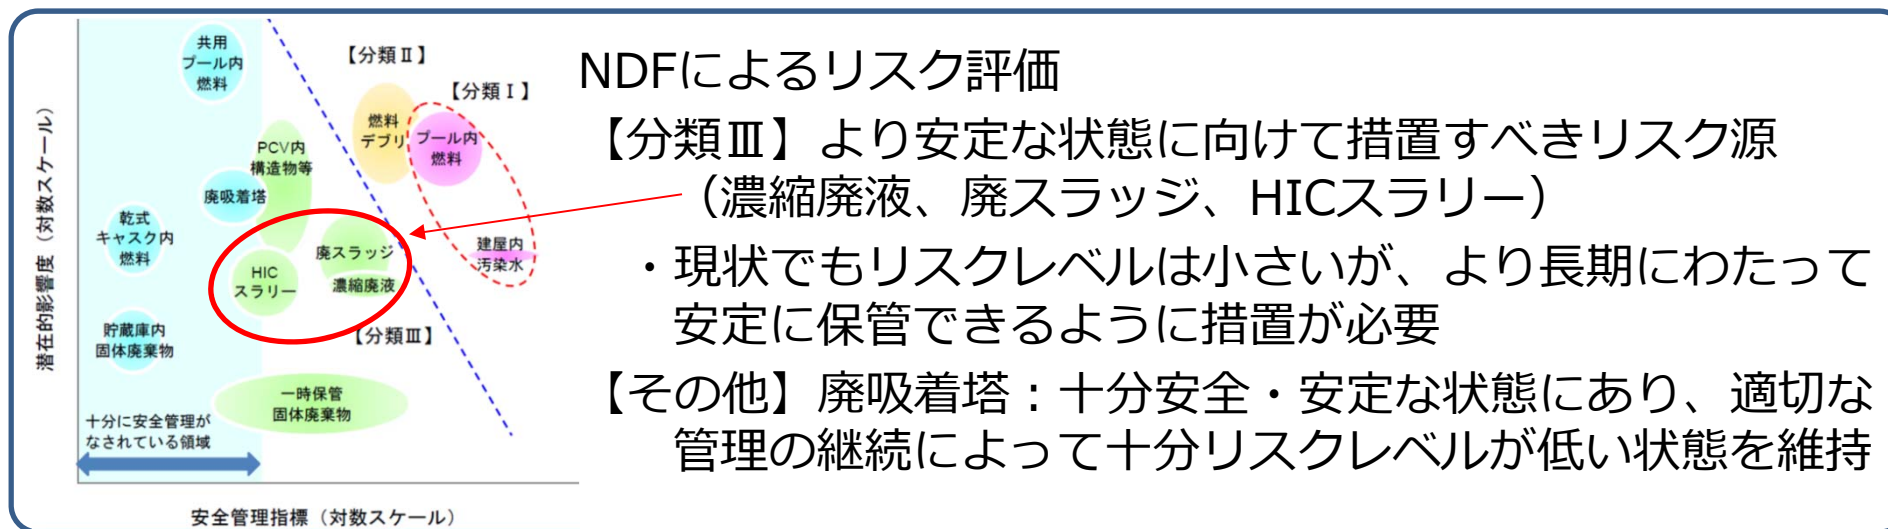 共用
プール内
燃料
【分類Ⅱ】
【分類Ⅰ】
燃料
デブリ
プール内
燃料
PCV内
構造物等
廃吸着塔
乾式
キャスク内
燃料
建屋内
汚染水
廃スラッジ
HIC
スラリー
濃縮廃液
貯蔵庫内
固体廃棄物
【分類Ⅲ】
一時保管
固体廃棄物
十分に安全管理が
なされている領域
潜在的影響度（対数スケール）
安全管理指標（対数スケール）
NDFによるリスク評価
【分類Ⅲ】より安定な状態に向けて措置すべきリスク源
（濃縮廃液、廃スラッジ、HICスラリー）
・現状でもリスクレベルは小さいが、より長期にわたって
安定に保管できるように措置が必要
【その他】廃吸着塔：十分安全・安定な状態にあり、適切な
管理の継続によって十分リスクレベルが低い状態を維持